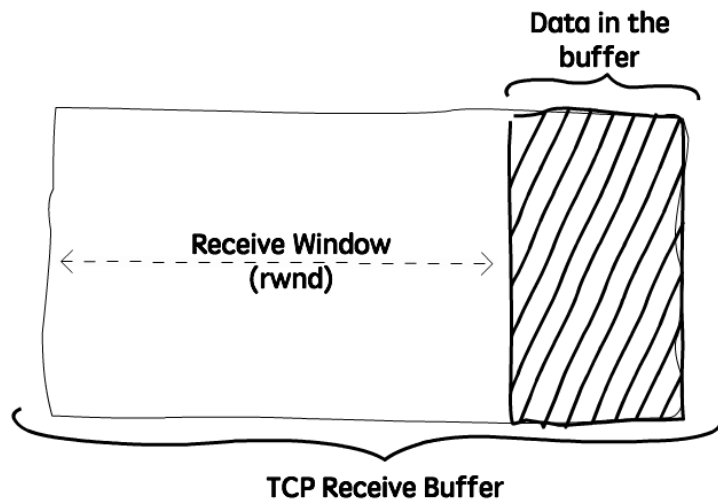 Data in the
buffer
Receive Window
(rwnd)
TCP Receive Buffer